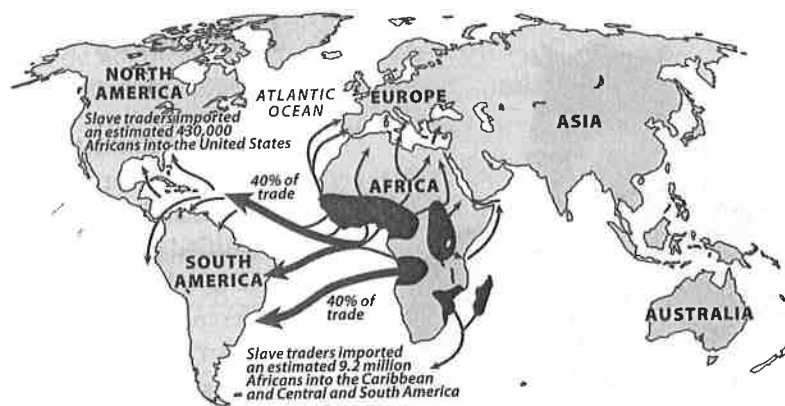 NORTH
AMERICA
ATLANTIC
OCEAN
EUROPE
ASIA
Slave traders imported
an estimated 430,000
Africans into the United States
40% of
trade
AFRICA
SOUTH
AMERICA
40% of
trade
AUSTRALIA
Slave traders imported
an estimated 9.2 million
Africans into the Caribbean
and Central and South America